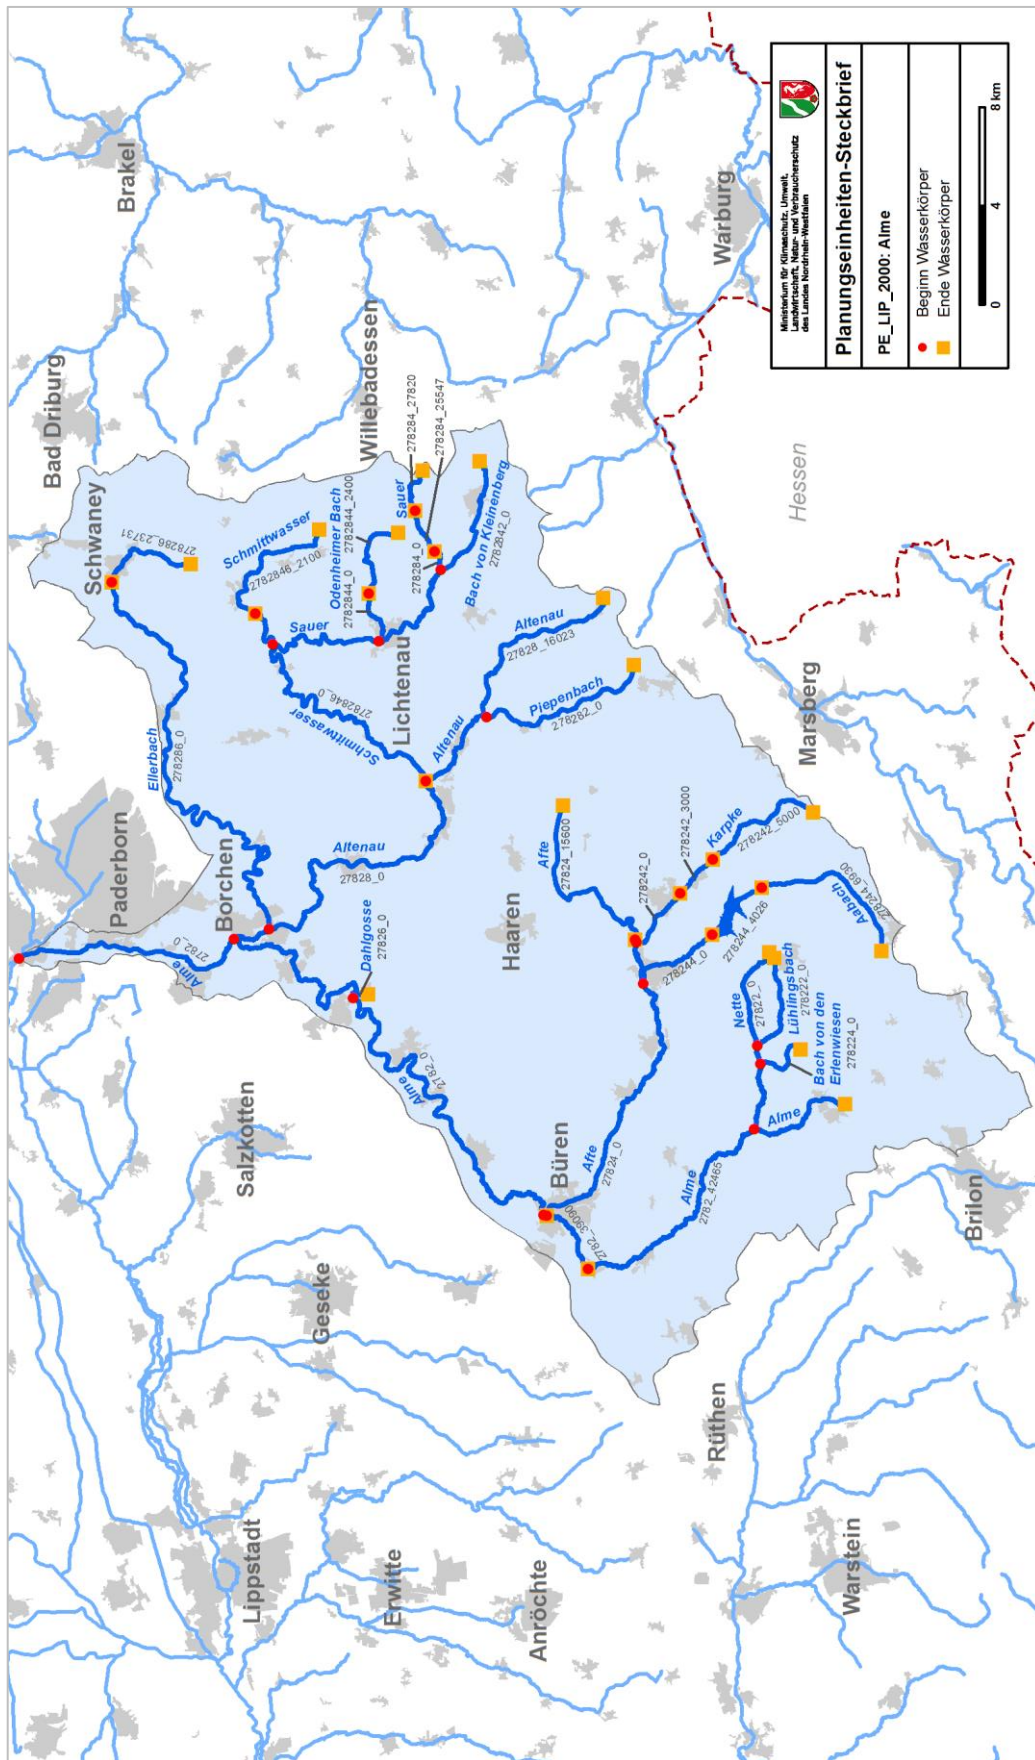 Bad Driburg
Brakel
Schwaney
278286_23731
Willebadessen
Warburg
Schmittwasser
2782846_2100
Odenheimer Bach
2782844_2400
2782844_0
Sauer
278284_27820
278284_25547
278284_0
Bach von Kleinenberg
2782842_0
Sauer
Lichtenau
Ellerbach
278286_0
Schmittwasser
2782846_0
Altenau
27828_16023
Piepenbach
278282_0
Altenau
Hessen
Marsberg
Paderborn
Borchen
Alme
2782_0
Altenau
27828_0
Dahlgosse
27826_0
Haaren
Afte
27824_15600
278242_0
278242_3000
Karpke
278242_5000
278244_0
278244_4026
278244_6930
Aabach
Salzkotten
Alme
2782_0
Nette
27822_0
Lühlingsbach
278222_0
Bach von den
Erlenwiesen
278224_0
Alme
Büren
Afte
27824_0
2782_39090
Alme
2782_42465
Brilon
Geseke
Rüthen
Lippstadt
Erwitte
Anröchte
Warstein
Ministerium für Klimaschutz, Umwelt,
Landwirtschaft, Natur- und Verbraucherschutz
des Landes Nordrhein-Westfalen
Planungseinheiten-Steckbrief
PE_LIP_2000: Alme
Beginn Wasserkörper
Ende Wasserkörper
0 4 8 km